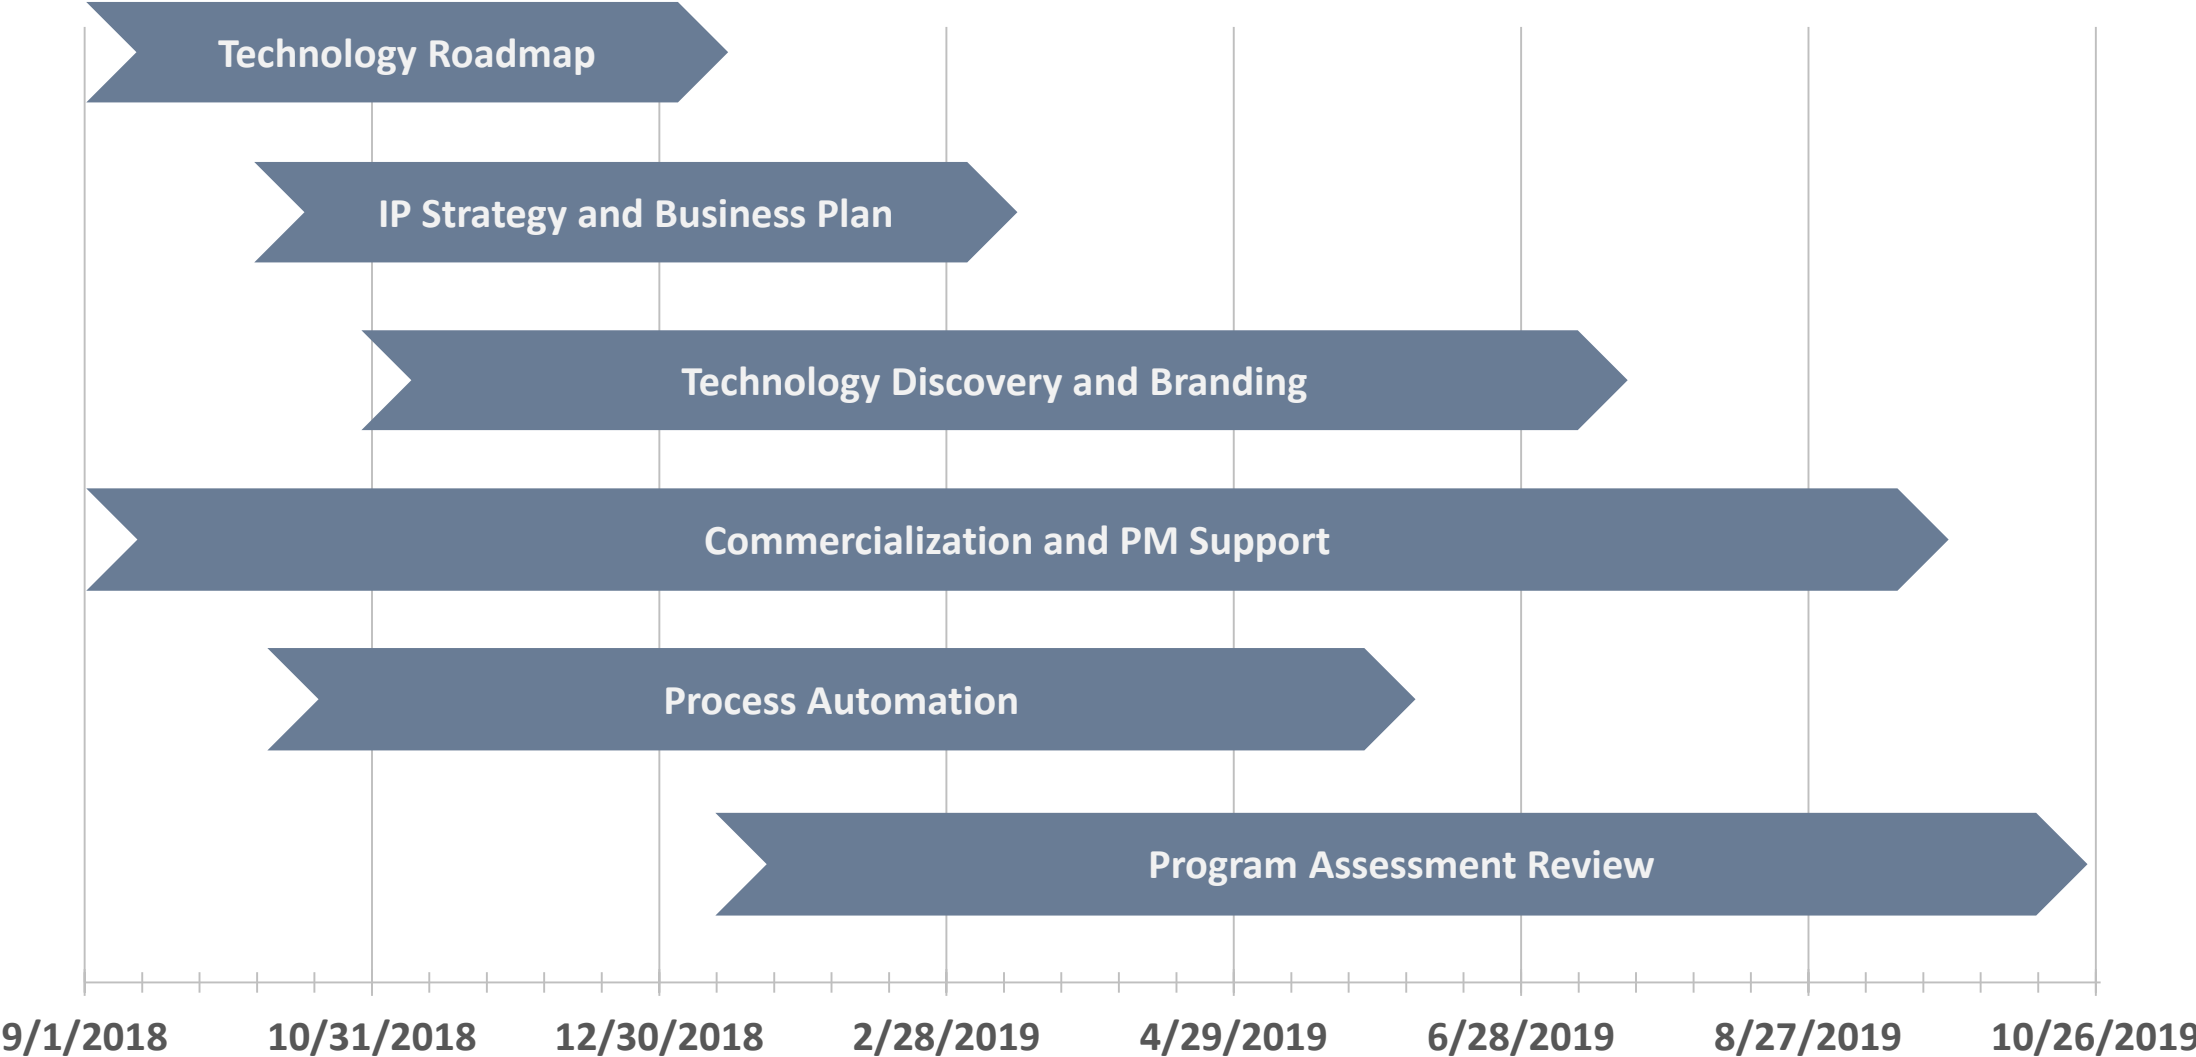 Technology Roadmap
IP Strategy and Business Plan
Technology Discovery and Branding
Commercialization and PM Support
Process Automation
Program Assessment Review
9/1/2018 10/31/2018 12/30/2018 2/28/2019 4/29/2019 6/28/2019 8/27/2019 10/26/2019